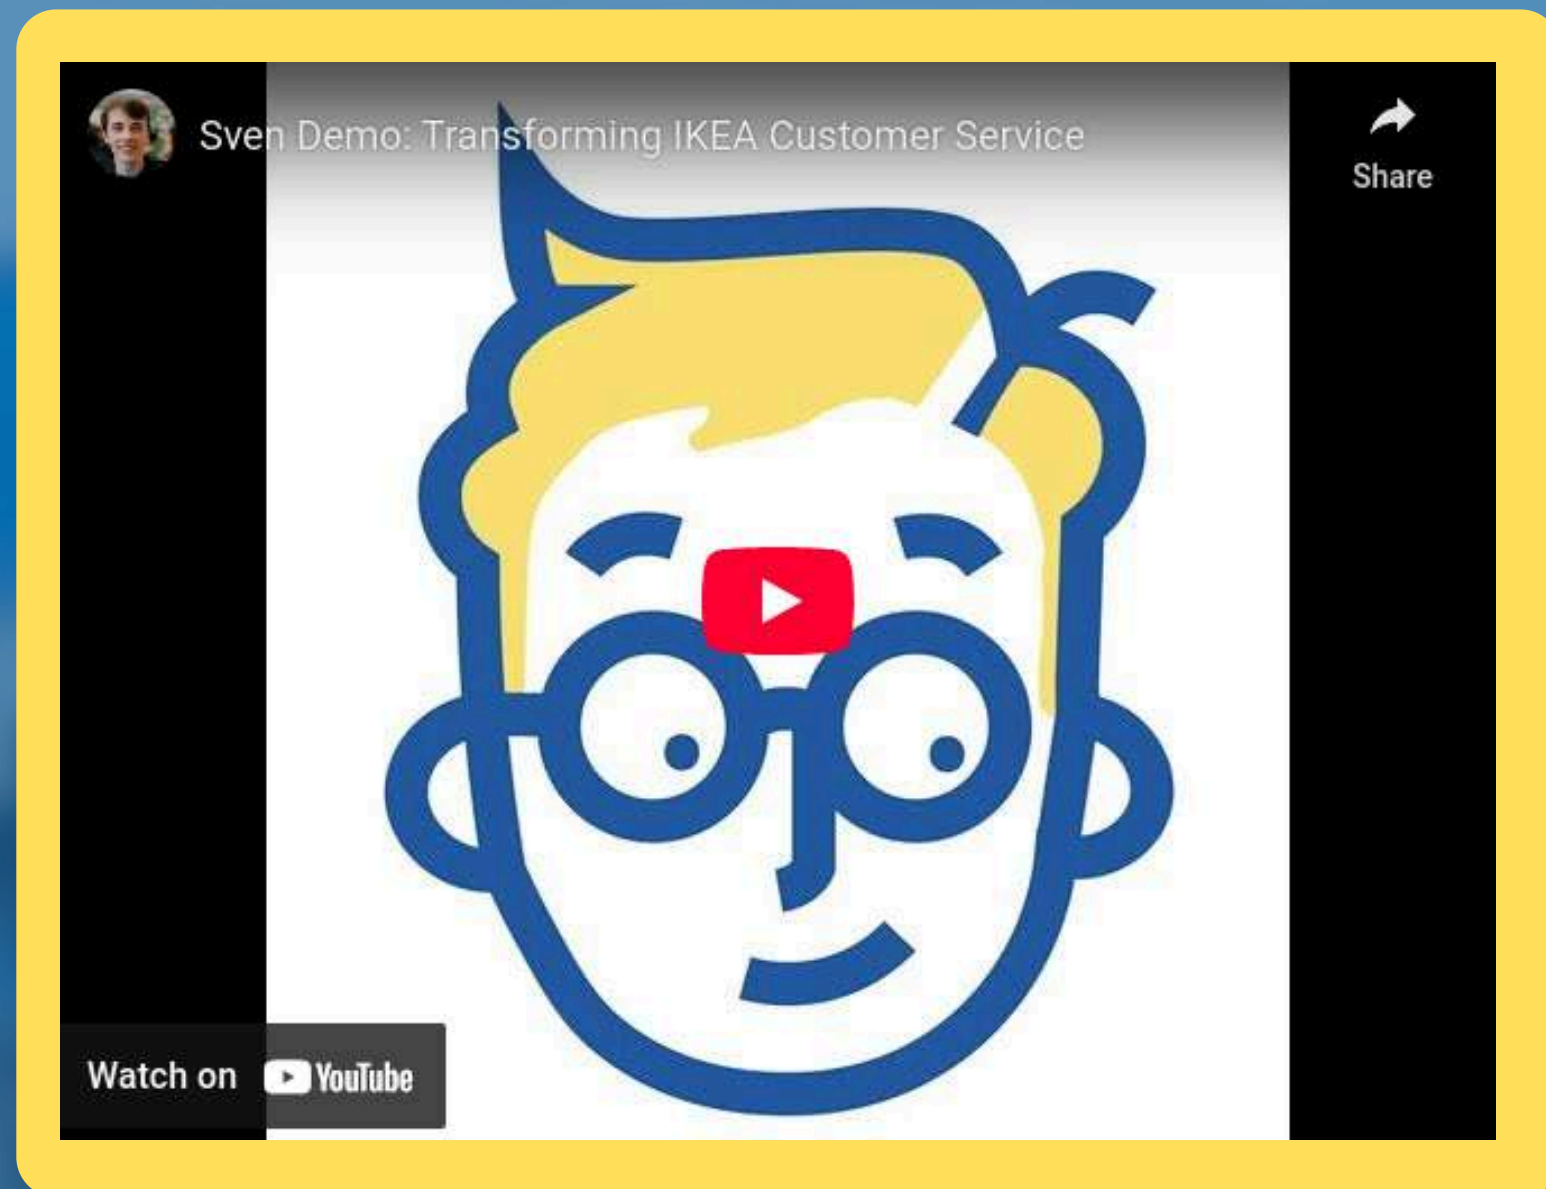 Sven Demo: Transforming IKEA Customer Service
Share
Watch on YouTube